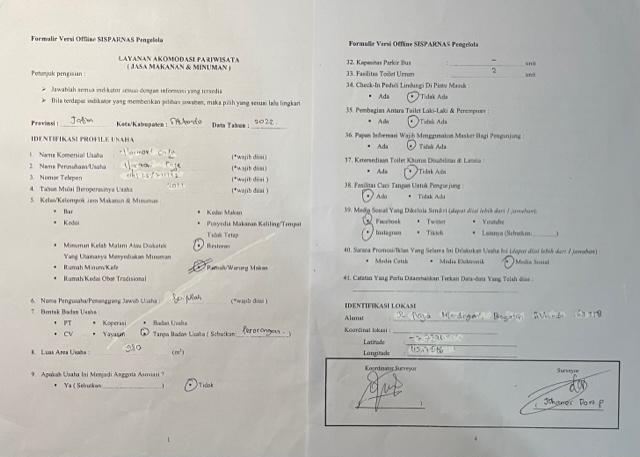 Formulir Versi Offline SISPARNAS Pengelola
LAYANAN AKOMODASI PARIWISATA
( JASA MAKANAN & MINUMAN )
Petunjuk pengisian :
➢ Jawablah semua indikator sesuai dengan informasi yang tersedia
➢ Bila terdapat indikator yang memberikan pilihan jawaban, maka pilih yang sesuai lalu lingkari
Provinsi : Jatim Kota/Kabupaten : Data Tahun : 2022.
IDENTIFIKASI PROFILE USAHA
1. Nama Komersial Usaha : (*wajib diisi)
2. Nama Perusahaan/Usaha : (*wajib diisi)
3. Nomor Telepon : (*wajib diisi)
4. Tahun Mulai Beroperasinya Usaha : (*wajib diisi)
5. Kelas/Kelompok Jasa Makanan & Minuman :
• Bar
• Kedai
• Minuman Kelab Malam Atau Diskotek Yang Utamanya Menyediakan Minuman
• Rumah Minum/Kafe
• Rumah/Kedai Obat Tradisional
• Kedai Makan
• Penyedia Makanan Keliling/Tempat Tidak Tetap
• Restoran
• Rumah/Warung Makan
6. Nama Pengusaha/Penanggung Jawab Usaha : (*wajib diisi)
7. Bentuk Badan Usaha :
• PT • Koperasi • Badan Usaha
• CV • Yayasan • Tanpa Badan Usaha ( Sebutkan: Perorangan. )
8. Luas Area Usaha : (m²)
9. Apakah Usaha Ini Menjadi Anggota Asosiasi ?
• Ya ( Sebutkan ) • Tidak
Formulir Versi Offline SISPARNAS Pengelola
32. Kapasitas Parkir Bus : - unit
33. Fasilitas Toilet Umum : 2 unit
34. Check-In Peduli Lindungi Di Pintu Masuk :
• Ada • Tidak Ada
35. Pembagian Antara Toilet Laki-Laki & Perempuan :
• Ada • Tidak Ada
36. Papan Informasi Wajib Menggunakan Masker Bagi Pengunjung :
• Ada • Tidak Ada
37. Ketersediaan Toilet Khusus Disabilitas & Lansia :
• Ada • Tidak Ada
38. Fasilitas Cuci Tangan Untuk Pengunjung :
• Ada • Tidak Ada
39. Media Sosial Yang Dikelola Sendiri (dapat diisi lebih dari 1 jawaban):
• Facebook • Twitter • Youtube
• Instagram • Tiktok • Lainnya (Sebutkan: )
40. Sarana Promosi/Iklan Yang Selama Ini Dilakukan Usaha Ini (dapat diisi lebih dari 1 jawaban)
• Media Cetak • Media Elektronik • Media Sosial
41. Catatan Yang Perlu Ditambahkan Terkait Data-data Yang Telah diisi :
IDENTIFIKASI LOKASI
Alamat :
Koordinat lokasi :
Latitude
Longitude
Koordinator Surveyor
Surveyor
1
4